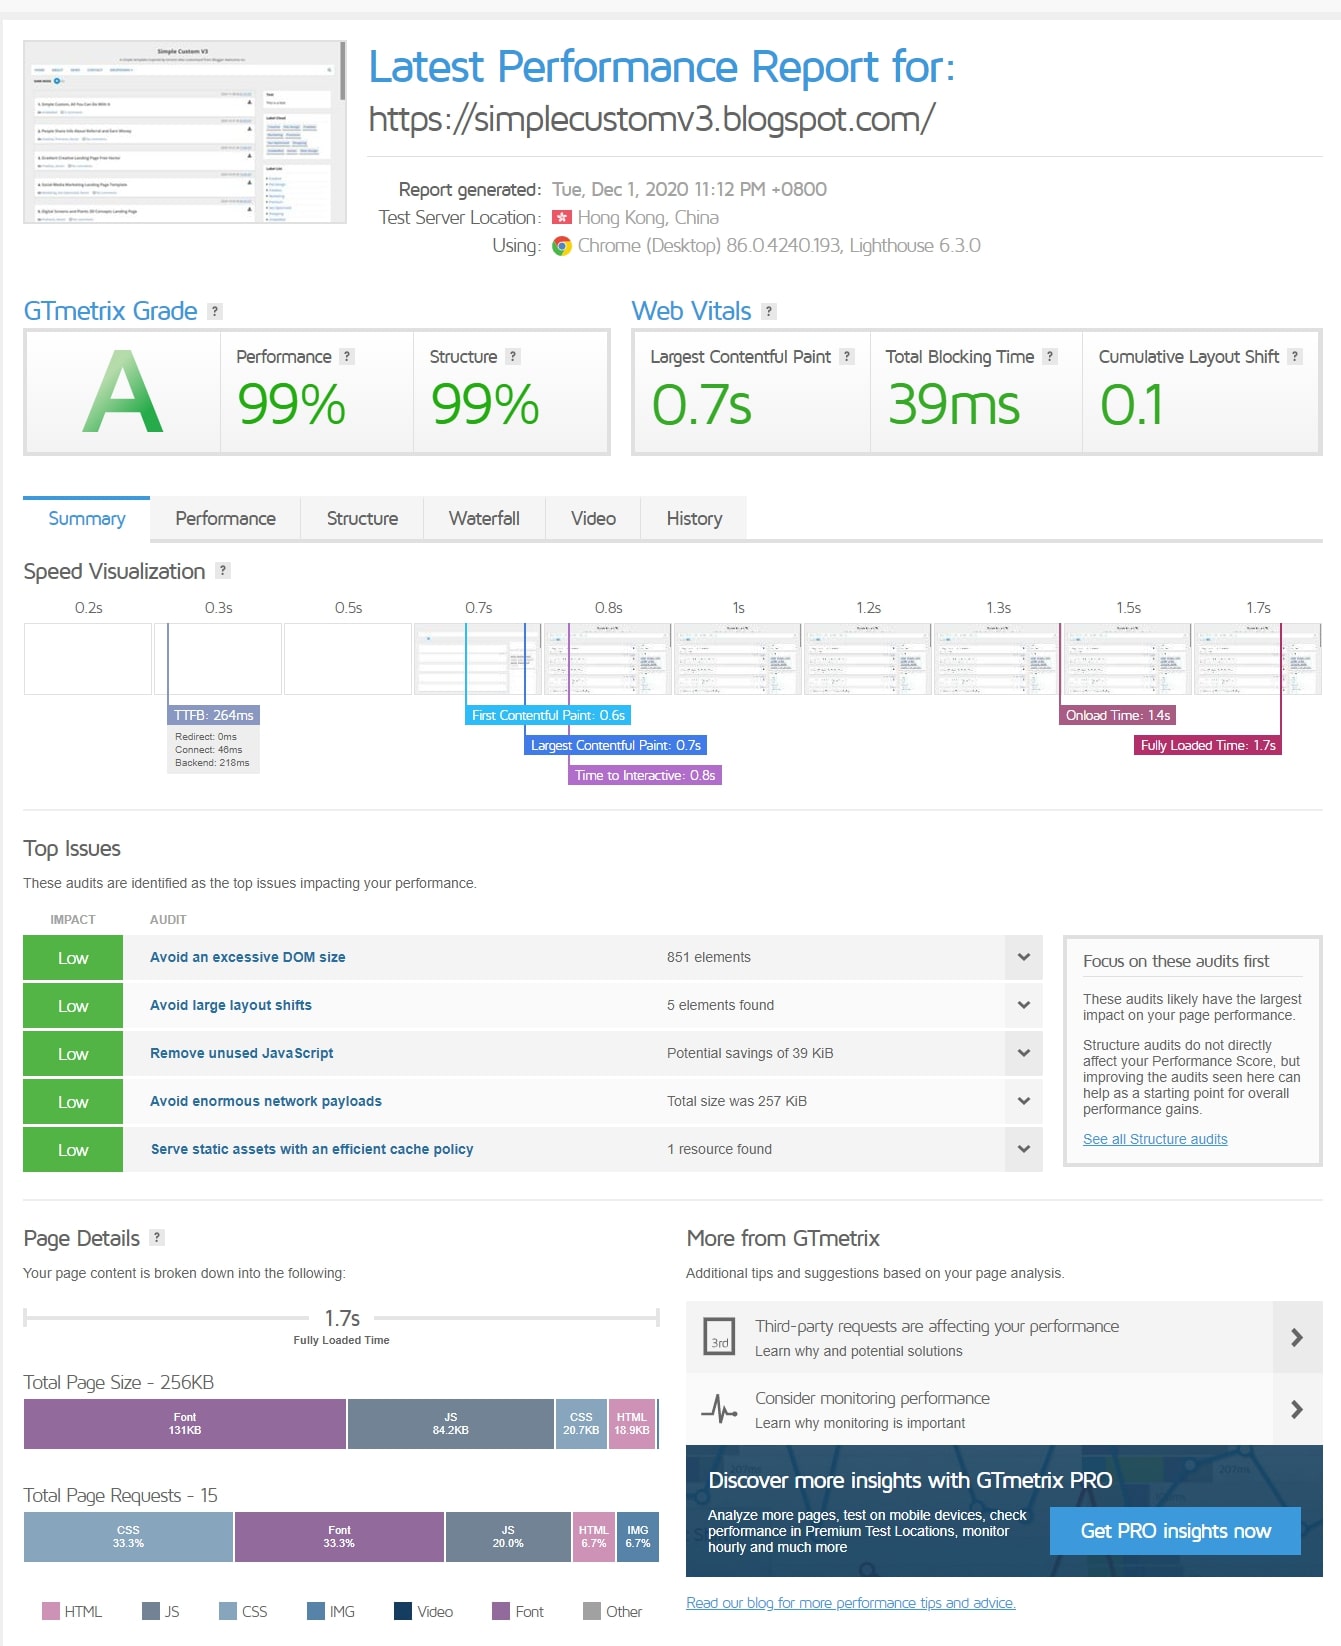 Simple Custom V3
Latest Performance Report for:
https://simplecustomv3.blogspot.com/
Report generated: Tue, Dec 1, 2020 11:12 PM +0800
Test Server Location: Hong Kong, China
Using: Chrome (Desktop) 86.0.4240.193, Lighthouse 6.3.0
GTmetrix Grade ?
Web Vitals ?
A
Performance ?
99%
Structure ?
99%
Largest Contentful Paint ?
0.7s
Total Blocking Time ?
39ms
Cumulative Layout Shift ?
0.1
Summary Performance Structure Waterfall Video History
Speed Visualization ?
0.2s 0.3s 0.5s 0.7s 0.8s 1s 1.2s 1.3s 1.5s 1.7s
TTFB: 264ms
Redirect: 0ms
Connect: 46ms
Backend: 218ms
First Contentful Paint: 0.6s
Largest Contentful Paint: 0.7s
Time to Interactive: 0.8s
Onload Time: 1.4s
Fully Loaded Time: 1.7s
Top Issues
These audits are identified as the top issues impacting your performance.
IMPACT AUDIT
Low Avoid an excessive DOM size 851 elements
Low Avoid large layout shifts 5 elements found
Low Remove unused JavaScript Potential savings of 39 KiB
Low Avoid enormous network payloads Total size was 257 KiB
Low Serve static assets with an efficient cache policy 1 resource found
Focus on these audits first
These audits likely have the largest
impact on your page performance.
Structure audits do not directly
affect your Performance Score, but
improving the audits seen here can
help as a starting point for overall
performance gains.
See all Structure audits
Page Details ?
Your page content is broken down into the following:
1.7s
Fully Loaded Time
Total Page Size - 256KB
Font
131KB
JS
84.2KB
CSS
20.7KB
HTML
18.9KB
Total Page Requests - 15
CSS
33.3%
Font
33.3%
JS
20.0%
HTML
6.7%
IMG
6.7%
HTML JS CSS IMG Video Font Other
More from GTmetrix
Additional tips and suggestions based on your page analysis.
3rd
Third-party requests are affecting your performance
Learn why and potential solutions
Consider monitoring performance
Learn why monitoring is important
Discover more insights with GTmetrix PRO
207ms
Analyze more pages, test on mobile devices, check
performance in Premium Test Locations, monitor
hourly and much more
Get PRO insights now
Read our blog for more performance tips and advice.